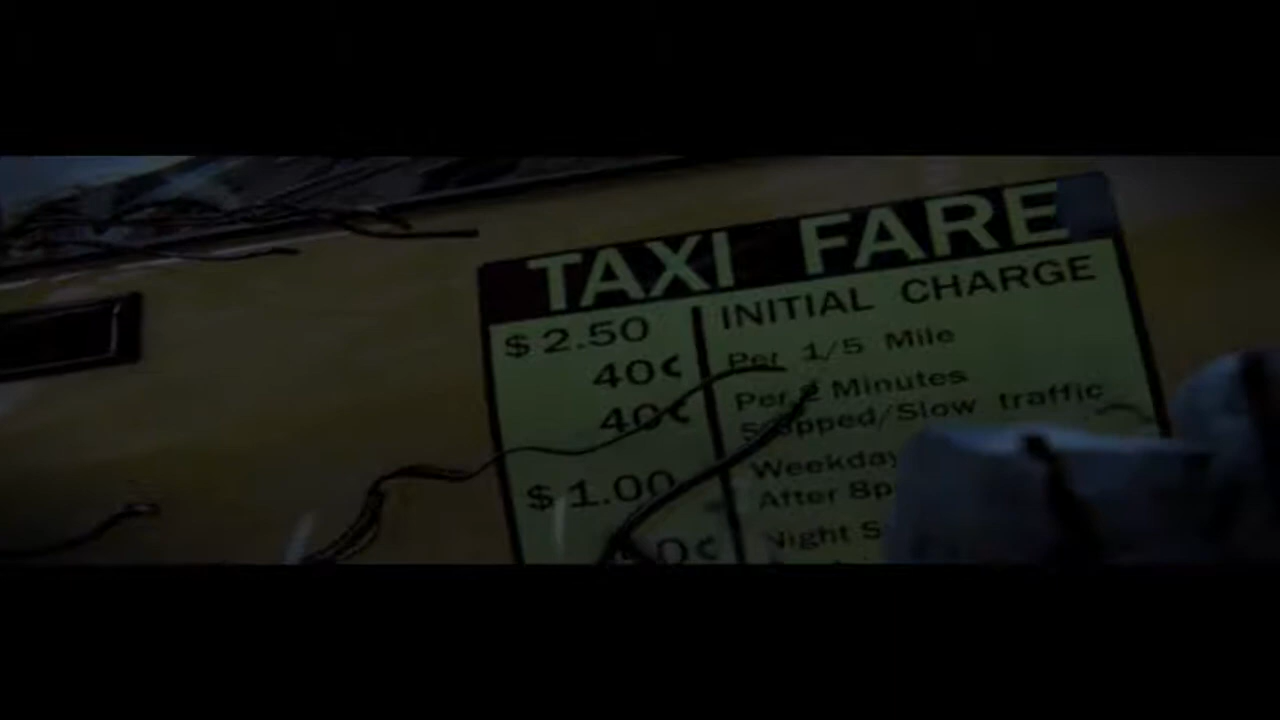 TAXI FARE
$2.50 INITIAL CHARGE
40¢ Per 1/5 Mile
40¢ Per 2 Minutes
Stopped/Slow traffic
$1.00 Weekday
After 8p
0¢ Night S